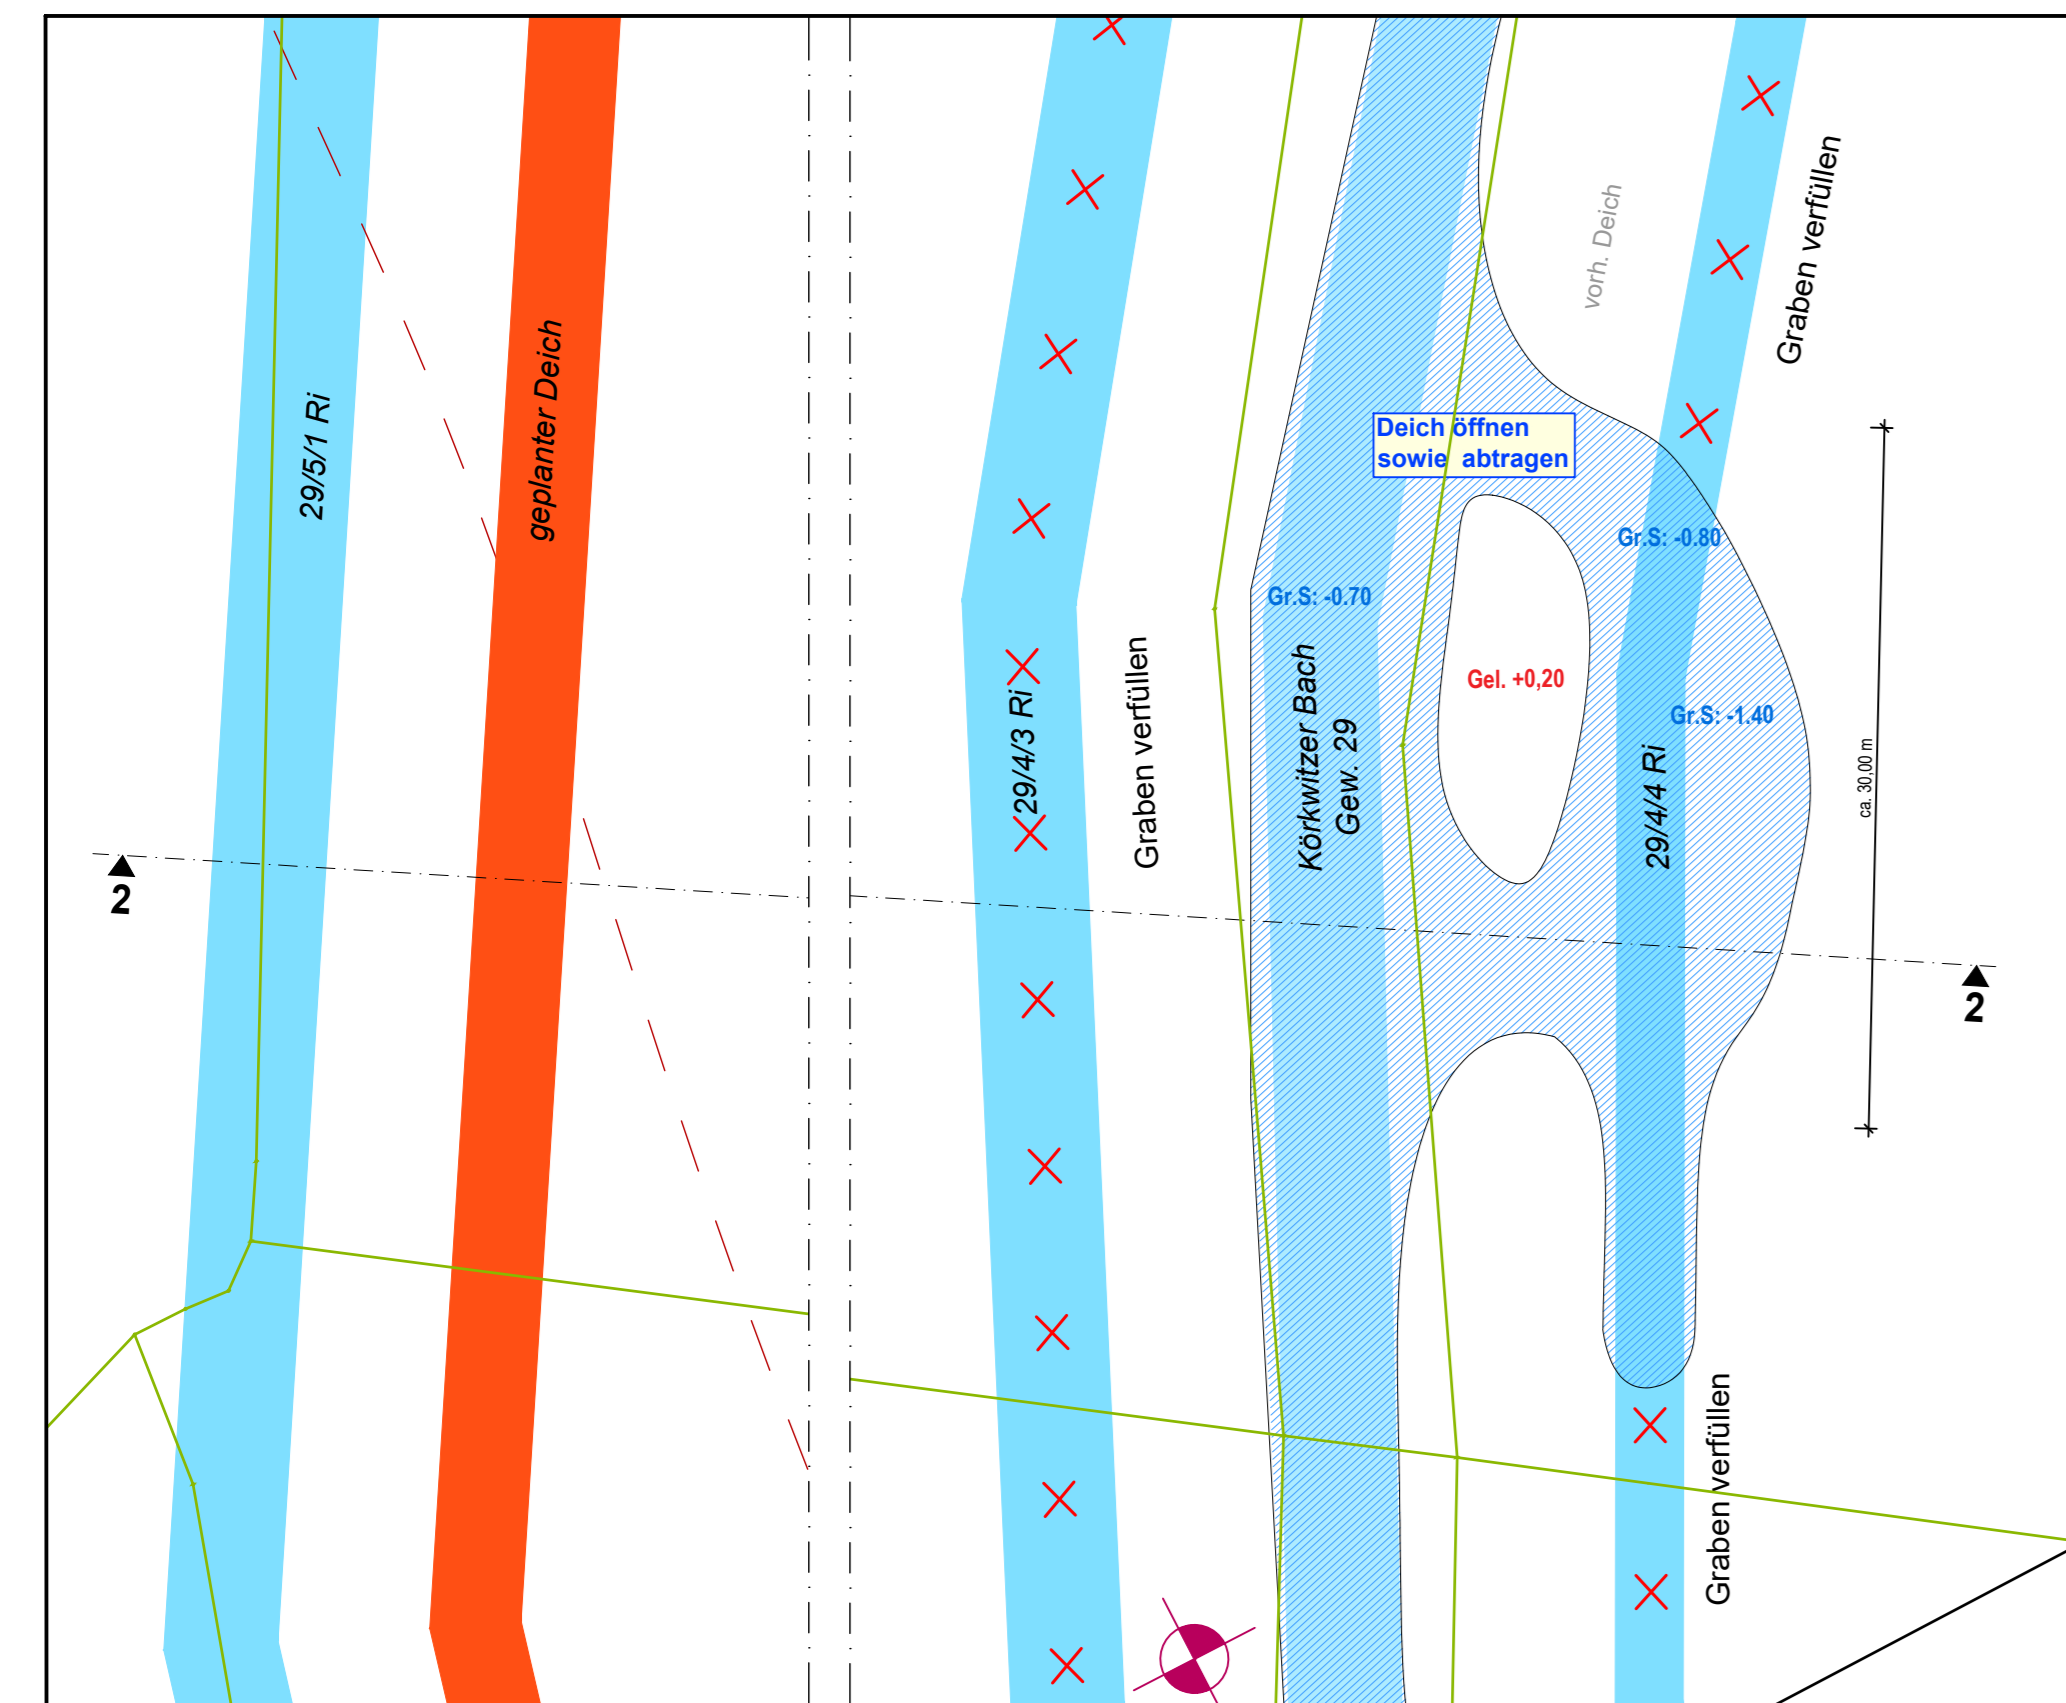 29/5/1 Ri
geplanter Deich
29/4/3 Ri
Graben verfüllen
Körkwitzer Bach
Gew. 29
Gr.S: -0.70
Deich öffnen
sowie abtragen
vorh. Deich
Graben verfüllen
Gr.S: -0.80
Gel. +0,20
Gr.S: -1.40
29/4/4 Ri
ca. 30,00 m
2
2
Graben verfüllen